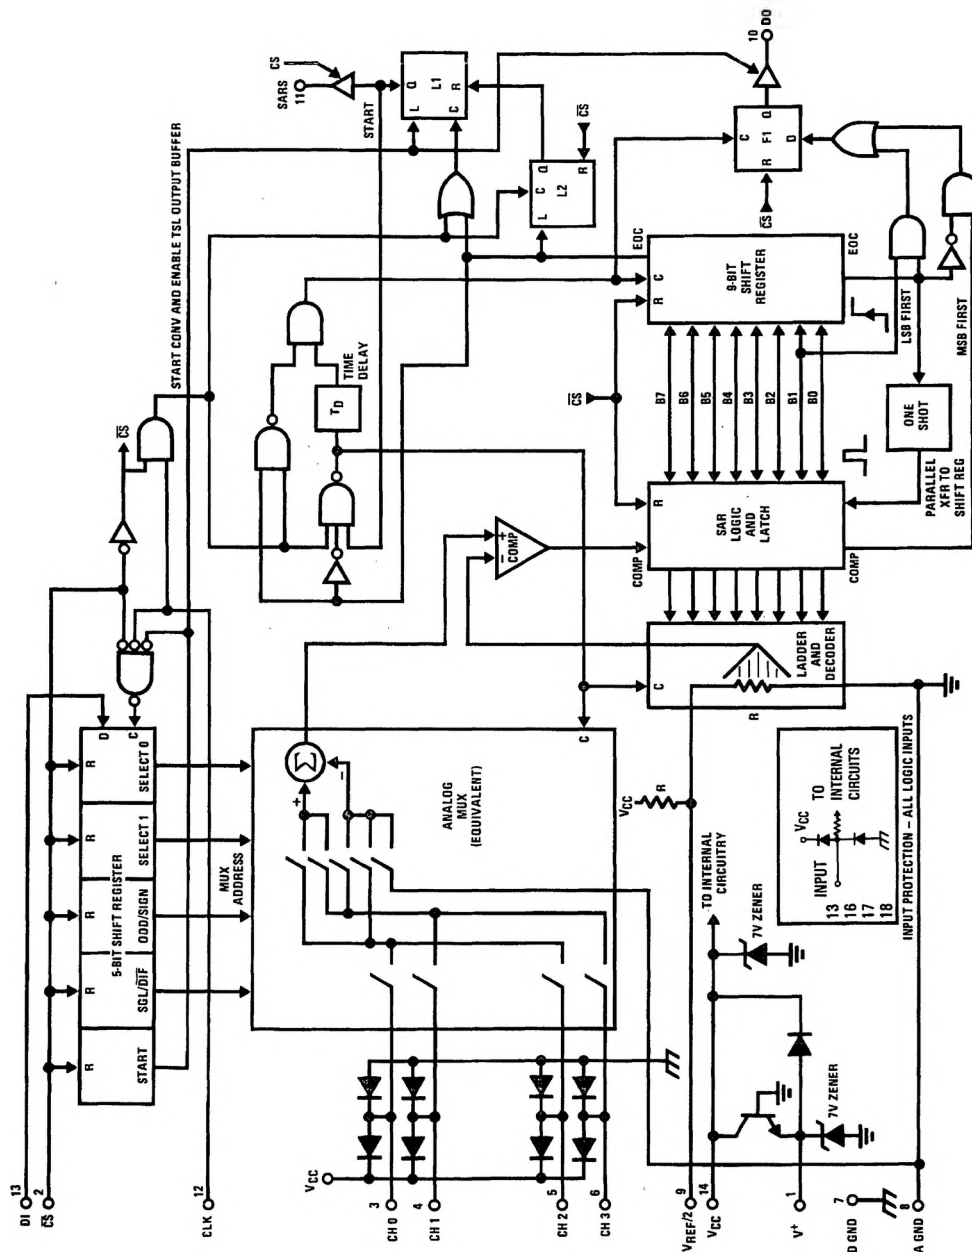 DI 13
C̅S̅ 2
CLK 12
5-BIT SHIFT REGISTER
START
SGL/D̅I̅F̅
ODD/SIGN
SELECT 1
SELECT 0
R
R
R
R
R
D
C
C̅S̅
START CONV AND ENABLE TSL OUTPUT BUFFER
MUX
ADDRESS
ANALOG
MUX
(EQUIVALENT)
Σ
+
-
C
TD
TIME
DELAY
SARS
11
CS
START
L
Q
L1
C
R
L
C
Q
L2
R
C̅S̅
EOC
+
-
COMP
C̅S̅
COMP
R
SAR
LOGIC
AND
LATCH
COMP
B7
B6
B5
B4
B3
B2
B1
B0
R
C
9-BIT
SHIFT
REGISTER
EOC
C
R F1 Q
D
C̅S̅
10 DO
LSB FIRST
MSB FIRST
ONE
SHOT
PARALLEL
XFR TO
SHIFT REG
C
LADDER
AND
DECODER
R
VCC
R
VCC
3
CH 0
4
CH 1
5
CH 2
6
CH 3
9
VREF/2
14
VCC
TO INTERNAL
CIRCUITRY
7V ZENER
7V ZENER
1
V+
7
D GND
8
A GND
VCC
INPUT
TO
INTERNAL
CIRCUITS
13
16
17
18
INPUT PROTECTION – ALL LOGIC INPUTS